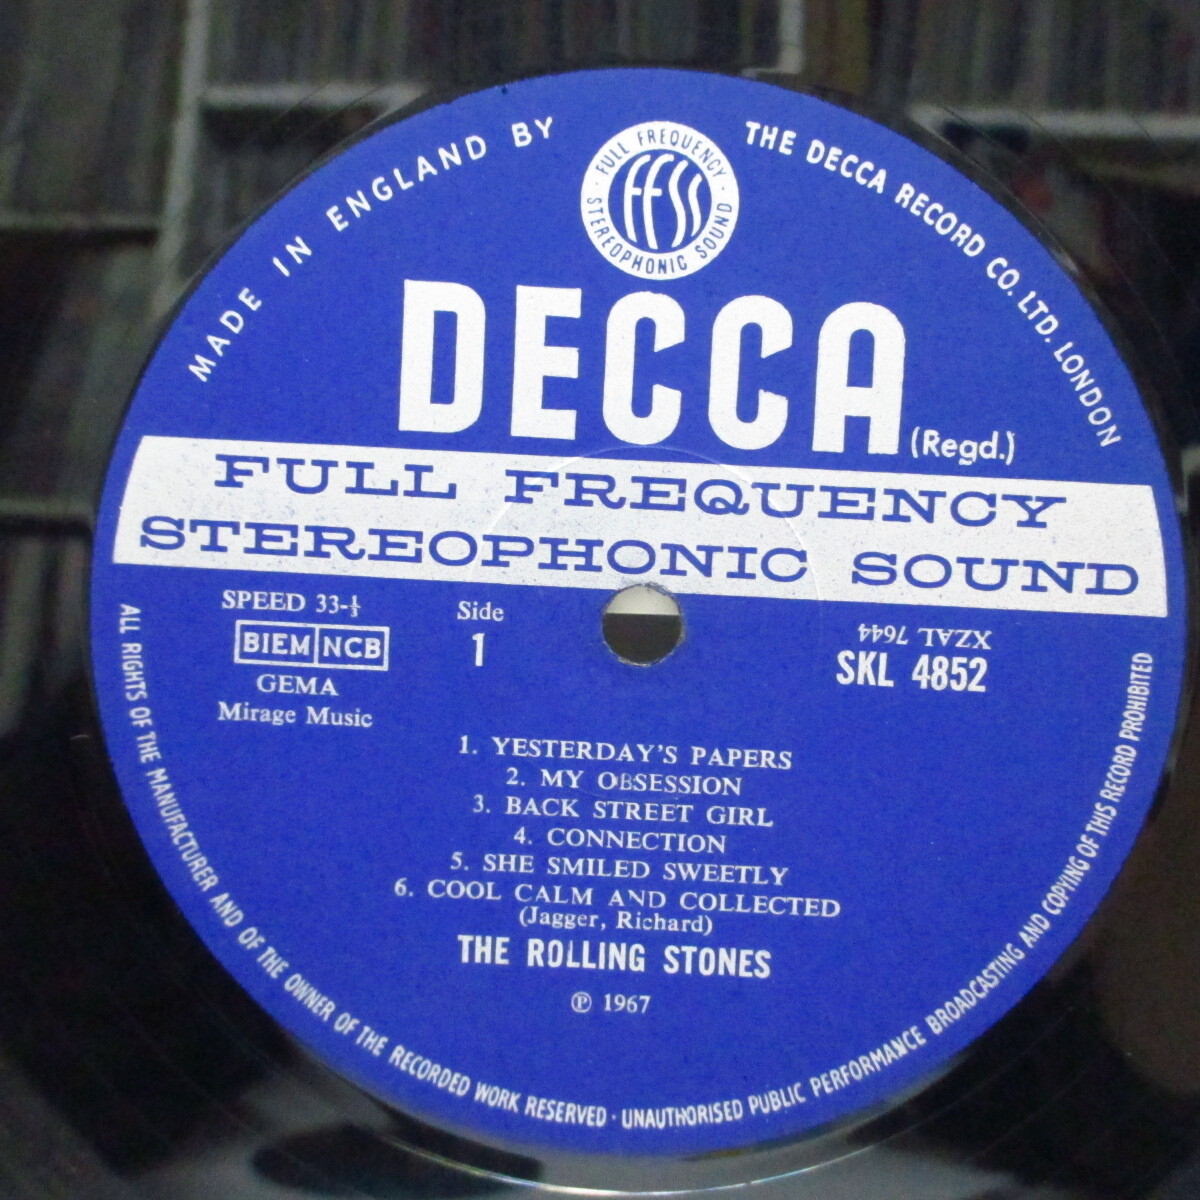 MADE IN ENGLAND BY
THE DECCA RECORD CO. LTD. LONDON
· FULL FREQUENCY ·
STEREOPHONIC SOUND
FFSS
DECCA (Regd.)
FULL FREQUENCY
STEREOPHONIC SOUND
SPEED 33-⅓
BIEM NCB
GEMA
Mirage Music
Side
1
XZAL 7644
SKL 4852
1. YESTERDAY'S PAPERS
2. MY OBSESSION
3. BACK STREET GIRL
4. CONNECTION
5. SHE SMILED SWEETLY
6. COOL CALM AND COLLECTED
(Jagger, Richard)
THE ROLLING STONES
℗ 1967
ALL RIGHTS OF THE MANUFACTURER AND OF THE OWNER OF THE RECORDED WORK RESERVED · UNAUTHORISED PUBLIC PERFORMANCE BROADCASTING AND COPYING OF THIS RECORD PROHIBITED